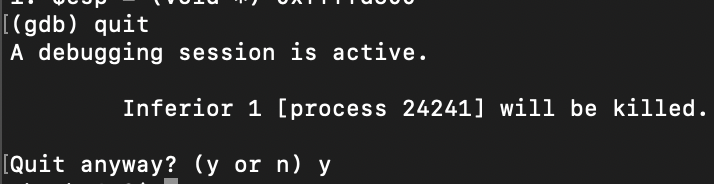 (gdb) quit
A debugging session is active.
Inferior 1 [process 24241] will be killed.
Quit anyway? (y or n) y